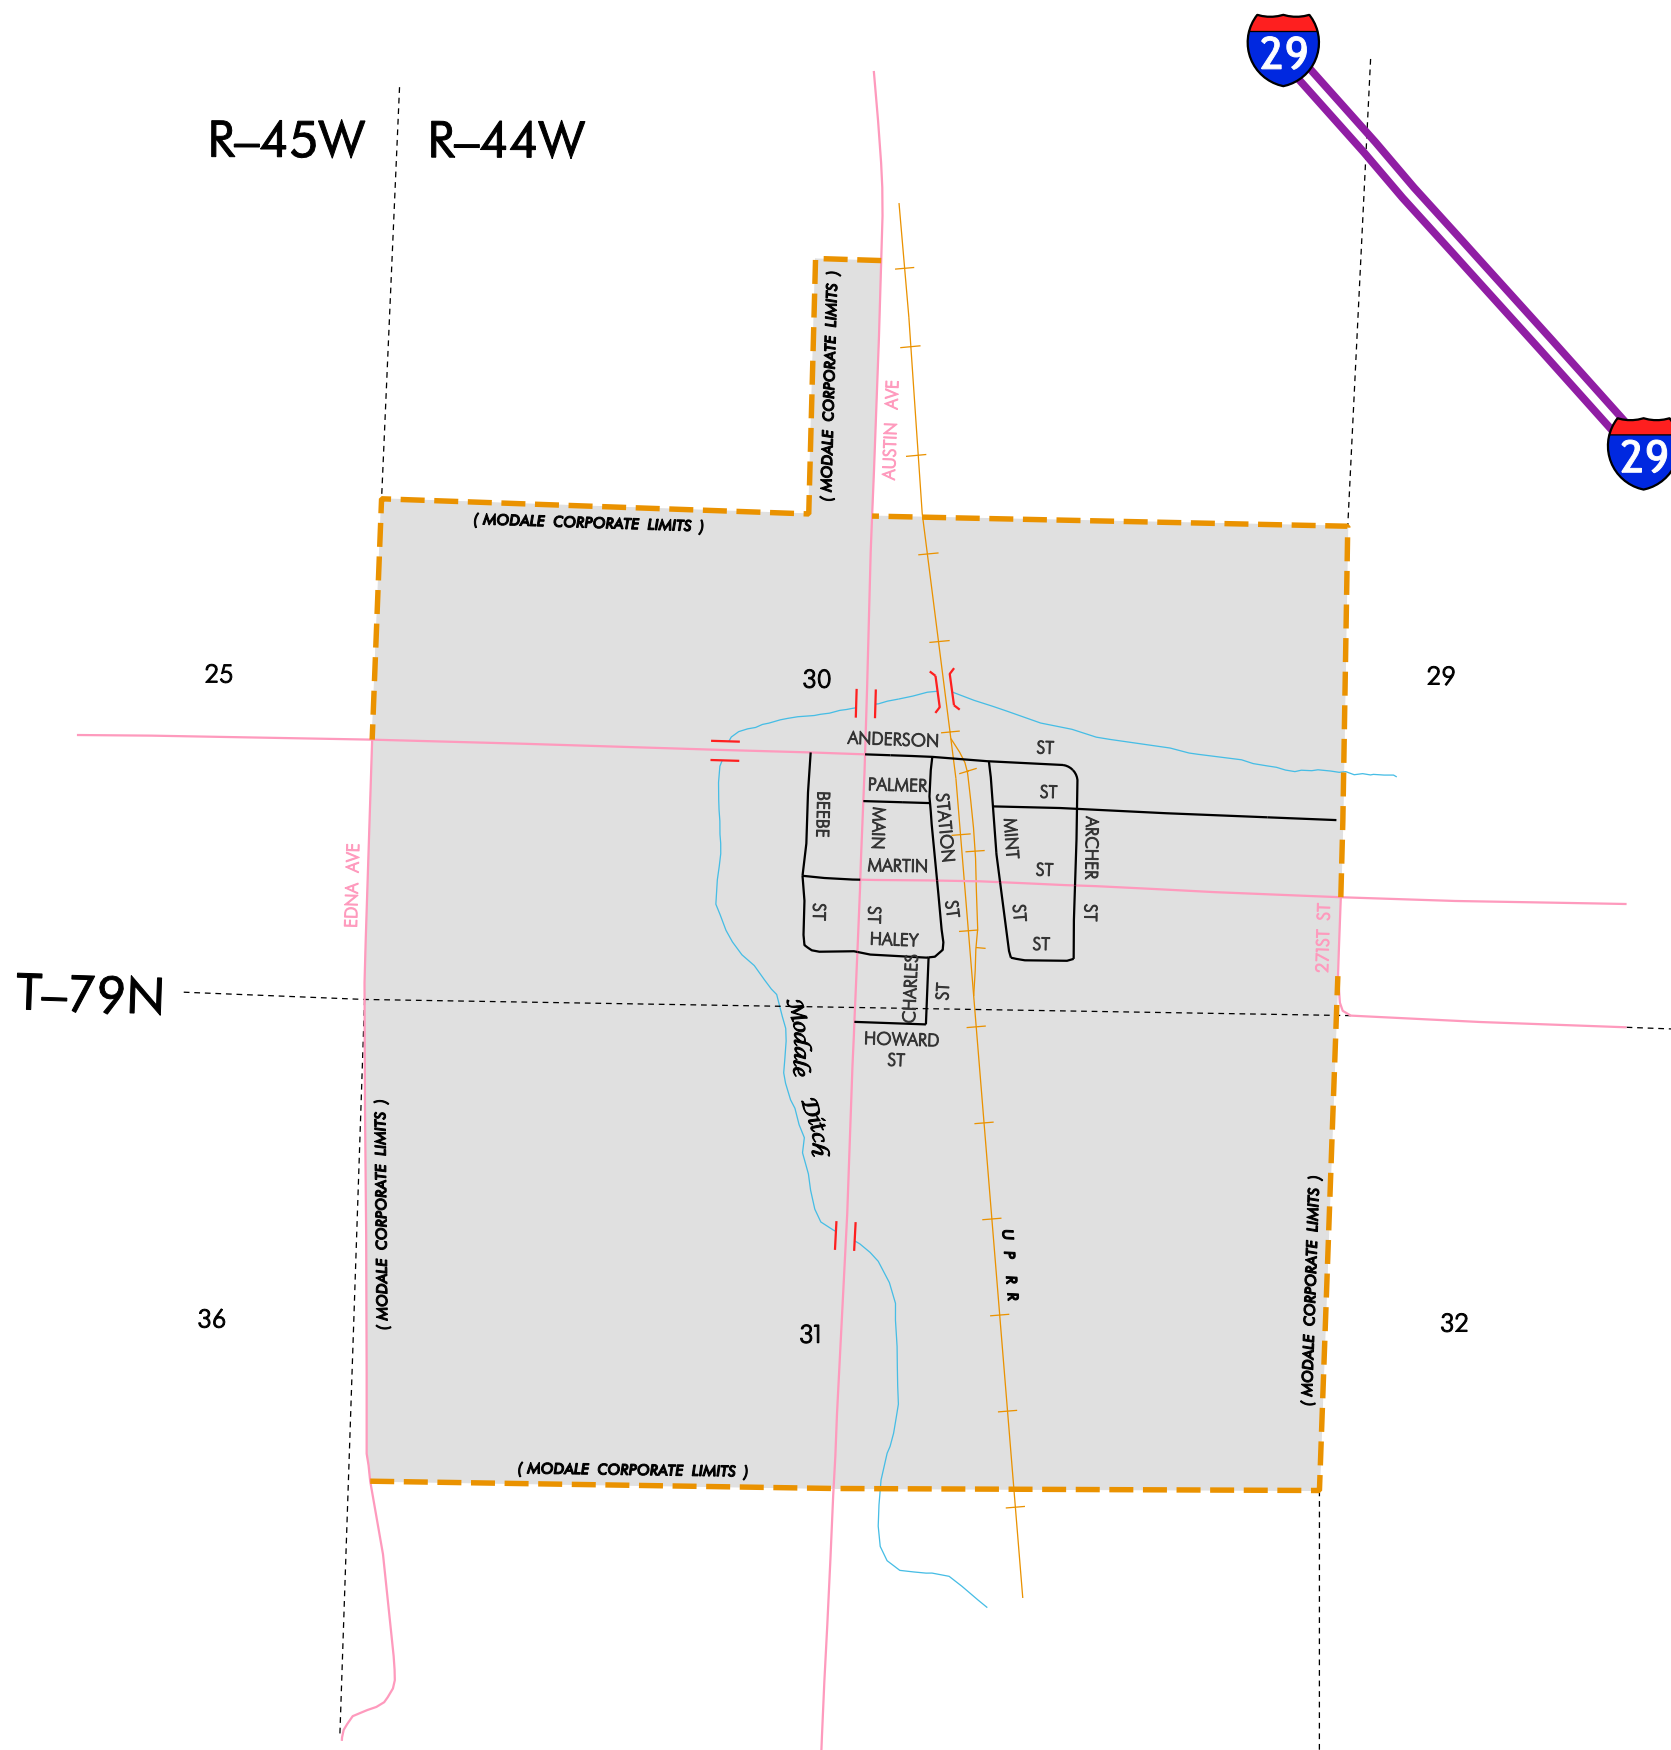 29
R–45W
R–44W
( MODALE CORPORATE LIMITS )
AUSTIN AVE
29
( MODALE CORPORATE LIMITS )
25
30
29
ANDERSON ST
PALMER ST
BEEBE ST
MAIN ST
STATION ST
MINT ST
ARCHER ST
MARTIN ST
EDNA AVE
271ST ST
HALEY ST
CHARLES ST
T–79N
HOWARD
ST
Modale Ditch
( MODALE CORPORATE LIMITS )
( MODALE CORPORATE LIMITS )
U P RR
36
31
32
( MODALE CORPORATE LIMITS )